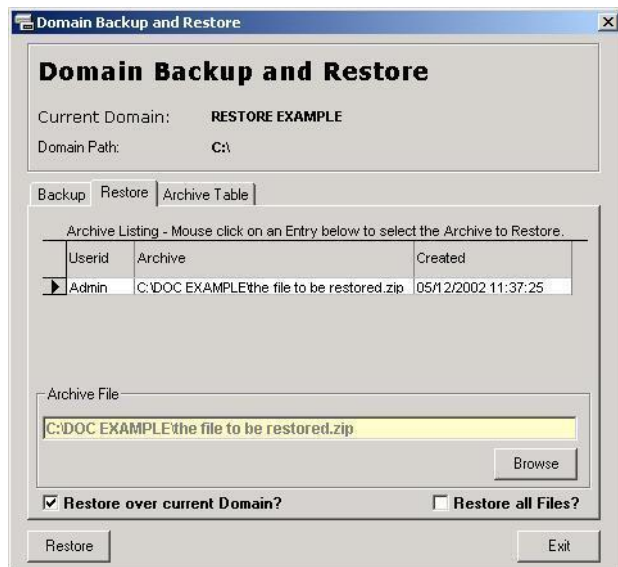 Domain Backup and Restore
Domain Backup and Restore
Current Domain: RESTORE EXAMPLE
Domain Path: C:\
Backup Restore Archive Table
Archive Listing - Mouse click on an Entry below to select the Archive to Restore.
Userid Archive Created
Admin C:\DOC EXAMPLE\the file to be restored.zip 05/12/2002 11:37:25
Archive File
C:\DOC EXAMPLE\the file to be restored.zip
Browse
Restore over current Domain? Restore all Files?
Restore Exit